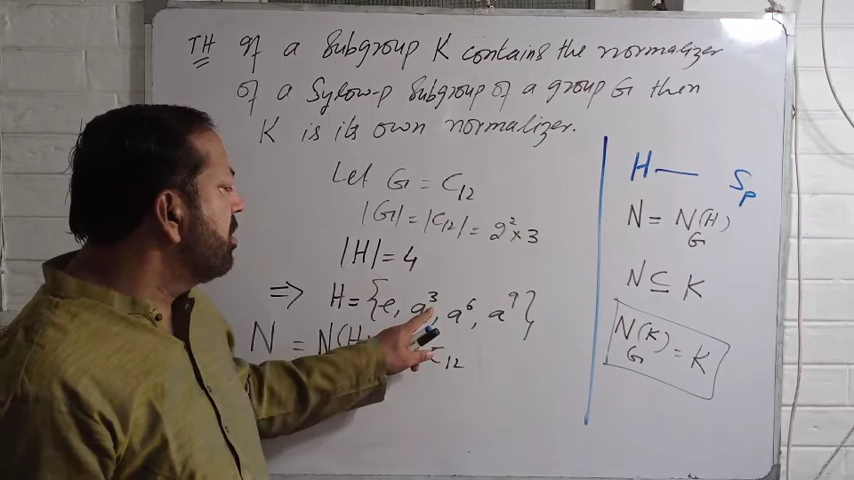 TH If a subgroup K contains the normalizer
of a Sylow-p subgroup of a group G then
K is its own normalizer.
Let G = C₁₂
|G| = |C₁₂| = 2² × 3
|H| = 4
⇒ H = {e, a³, a⁶, a⁹}
N = N(H) C₁₂
H — Sₚ
N = N(H)
G
N ⊆ K
N(K) = K
G